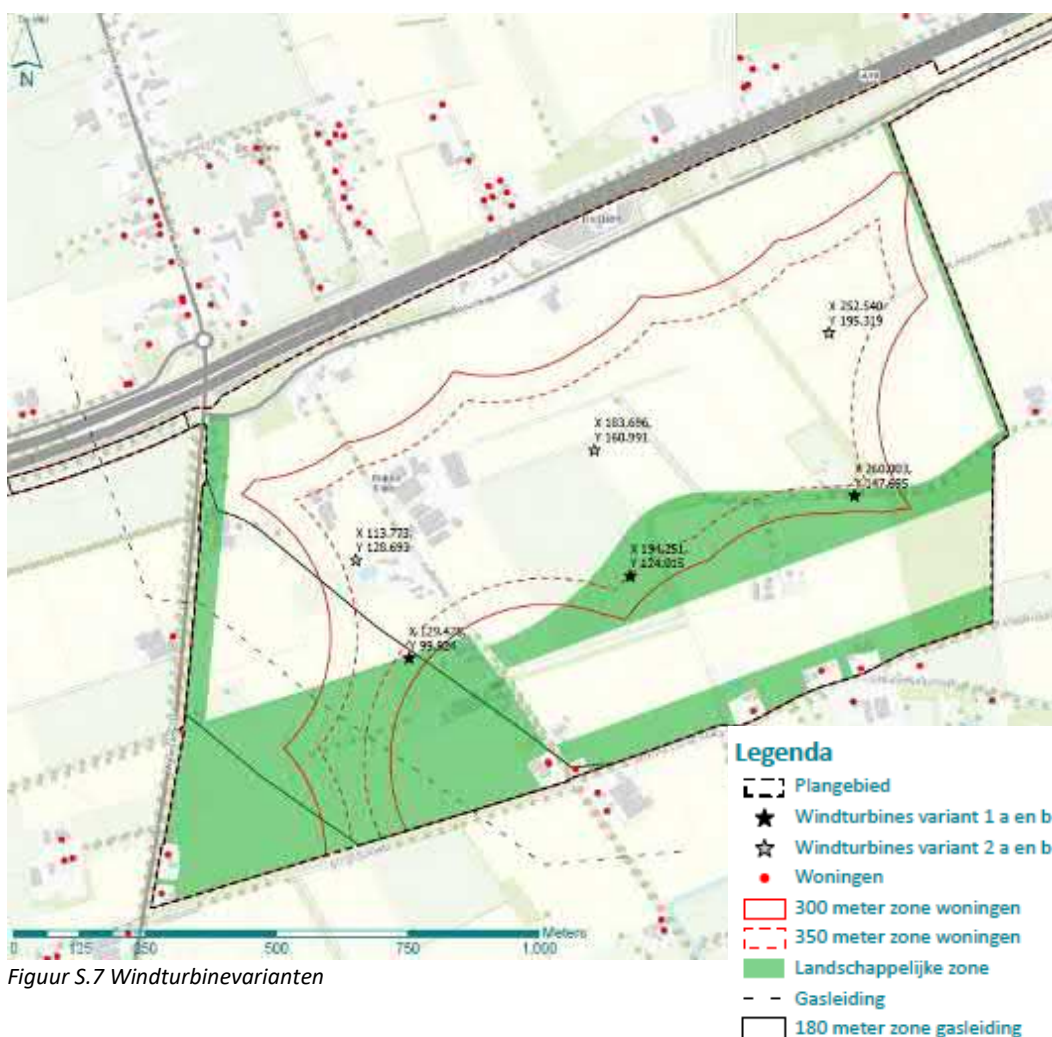 N
A28
X 252.540,
Y 195.319
X 183.696,
Y 160.991
X 260.003,
Y 147.665
X 113.773,
Y 128.693
X 194.251,
Y 124.015
X 129.478,
Legenda
Plangebied
Windturbines variant 1 a en b
Windturbines variant 2 a en b
Woningen
300 meter zone woningen
350 meter zone woningen
Landschappelijke zone
Gasleiding
180 meter zone gasleiding
Meters
0 125 250 500 750 1.000
Figuur S.7 Windturbinevarianten